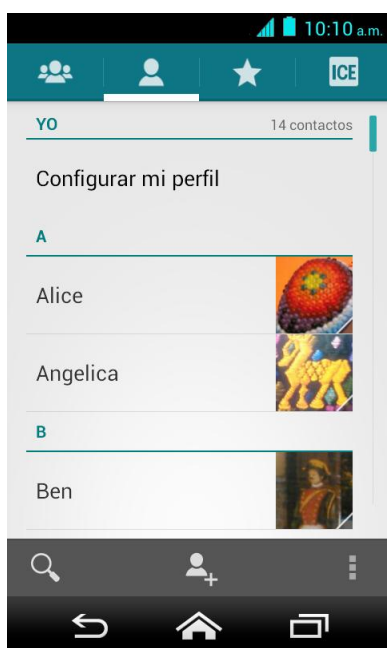 10:10 a.m.
ICE
YO 14 contactos
Configurar mi perfil
A
Alice
Angelica
B
Ben